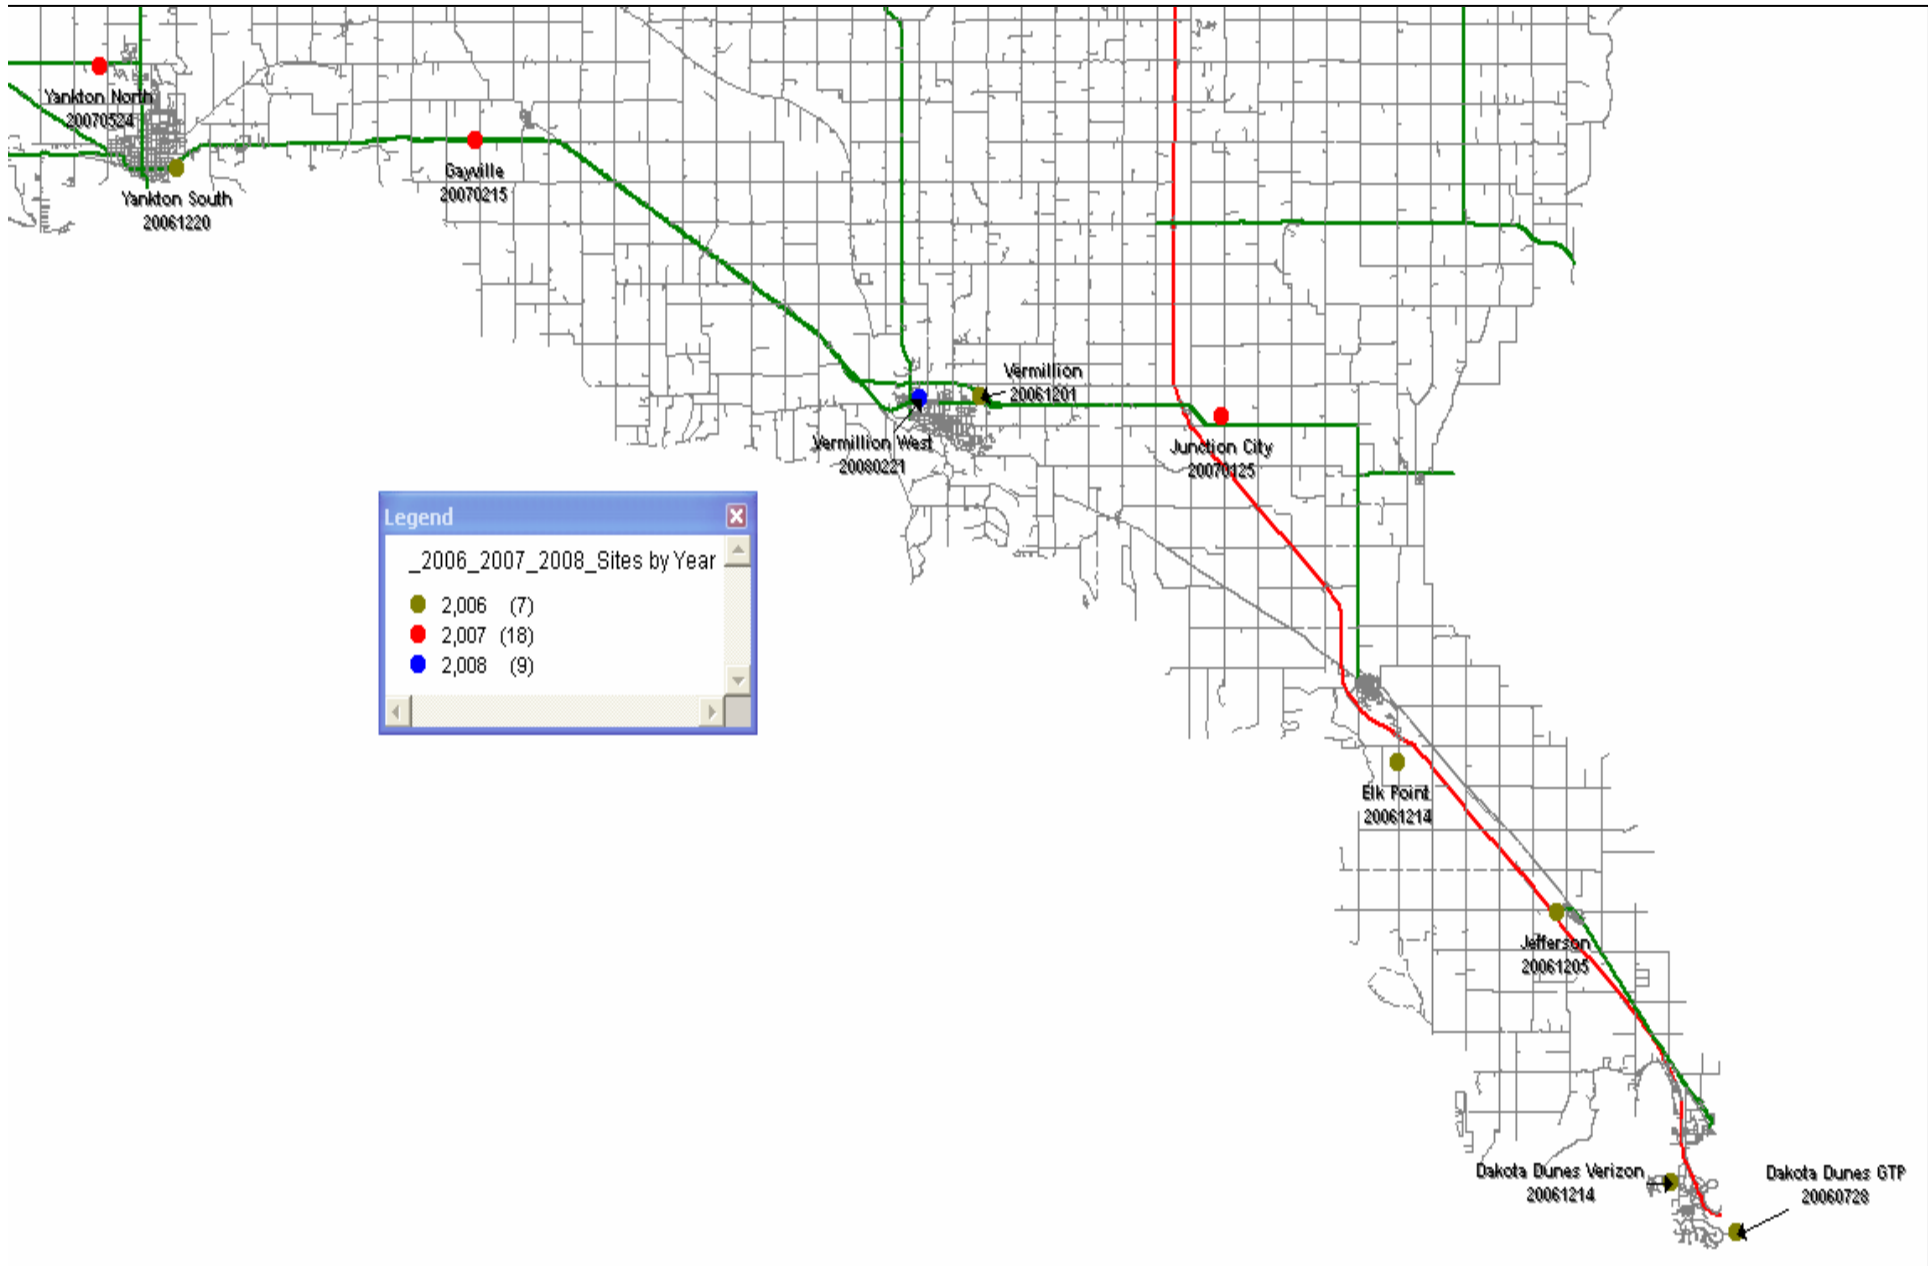 Yankton North
20070524
Yankton South
20061220
Gayville
20070215
Vermillion
20061201
Vermillion West
20080221
Junction City
20070125
Legend
_2006_2007_2008_Sites by Year
2,006 (7)
2,007 (18)
2,008 (9)
Elk Point
20061214
Jefferson
20061205
Dakota Dunes Verizon
20061214
Dakota Dunes GTP
20060728